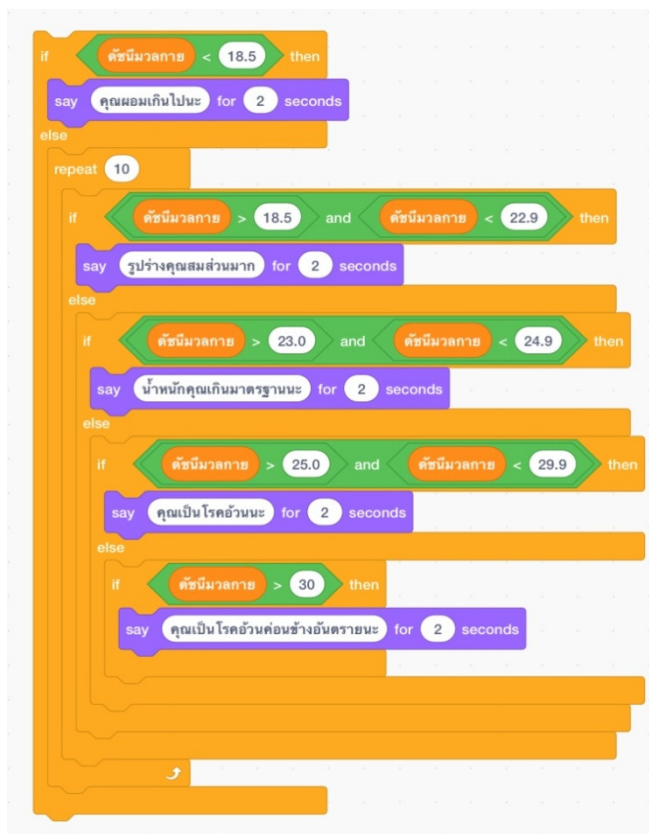 if ดัชนีมวลกาย < 18.5 then
say คุณผอมเกินไปนะ for 2 seconds
else
repeat 10
if ดัชนีมวลกาย > 18.5 and ดัชนีมวลกาย < 22.9 then
say รูปร่างคุณสมส่วนมาก for 2 seconds
else
if ดัชนีมวลกาย > 23.0 and ดัชนีมวลกาย < 24.9 then
say น้ำหนักคุณเกินมาตรฐานนะ for 2 seconds
else
if ดัชนีมวลกาย > 25.0 and ดัชนีมวลกาย < 29.9 then
say คุณเป็นโรคอ้วนนะ for 2 seconds
else
if ดัชนีมวลกาย > 30 then
say คุณเป็นโรคอ้วนค่อนข้างอันตรายนะ for 2 seconds